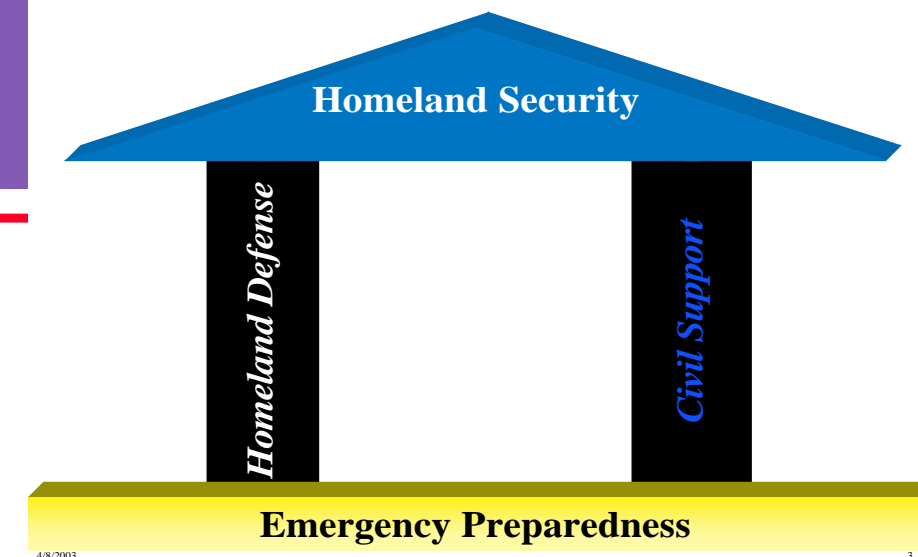 Homeland Security
Homeland Defense
Civil Support
Emergency Preparedness
4/8/2003
3